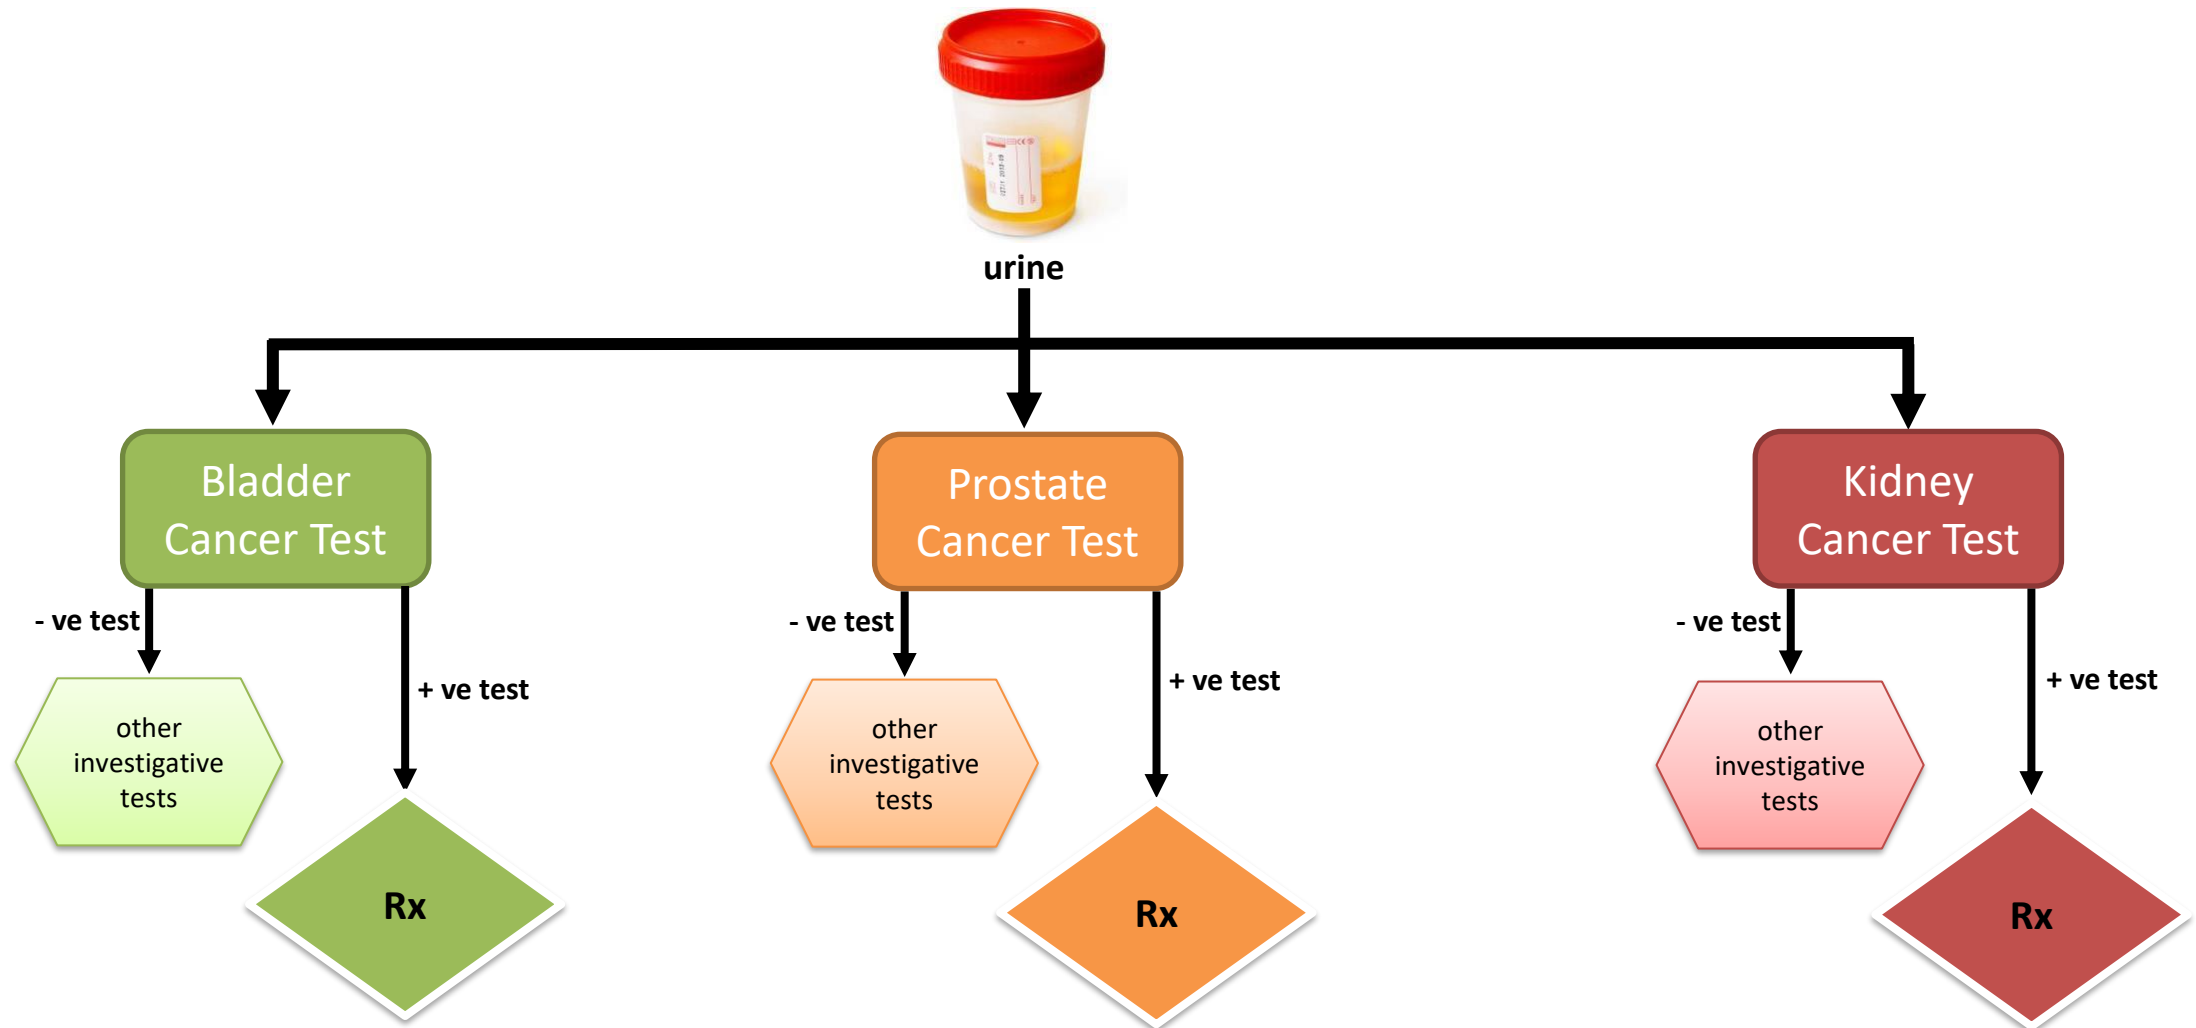 urine
Bladder
Cancer Test
Prostate
Cancer Test
Kidney
Cancer Test
- ve test
+ ve test
- ve test
+ ve test
- ve test
+ ve test
other
investigative
tests
other
investigative
tests
other
investigative
tests
Rx
Rx
Rx